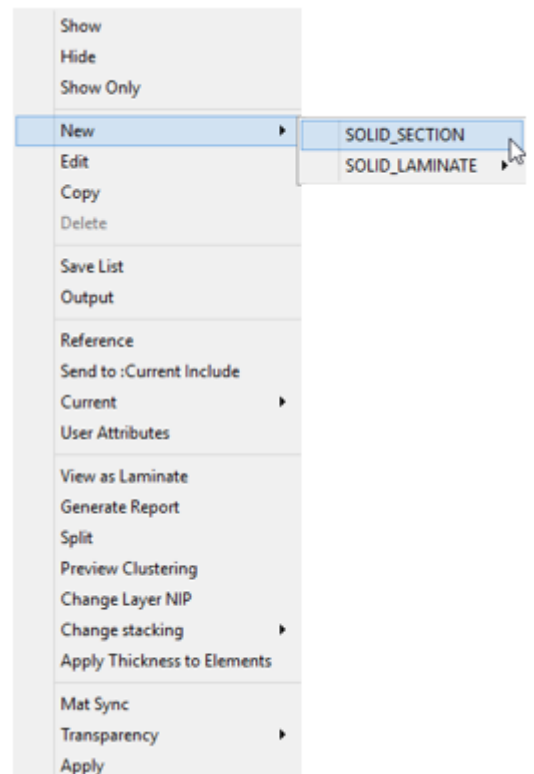 Show
Hide
Show Only
New
SOLID_SECTION
Edit
SOLID_LAMINATE
Copy
Delete
Save List
Output
Reference
Send to :Current Include
Current
User Attributes
View as Laminate
Generate Report
Split
Preview Clustering
Change Layer NIP
Change stacking
Apply Thickness to Elements
Mat Sync
Transparency
Apply